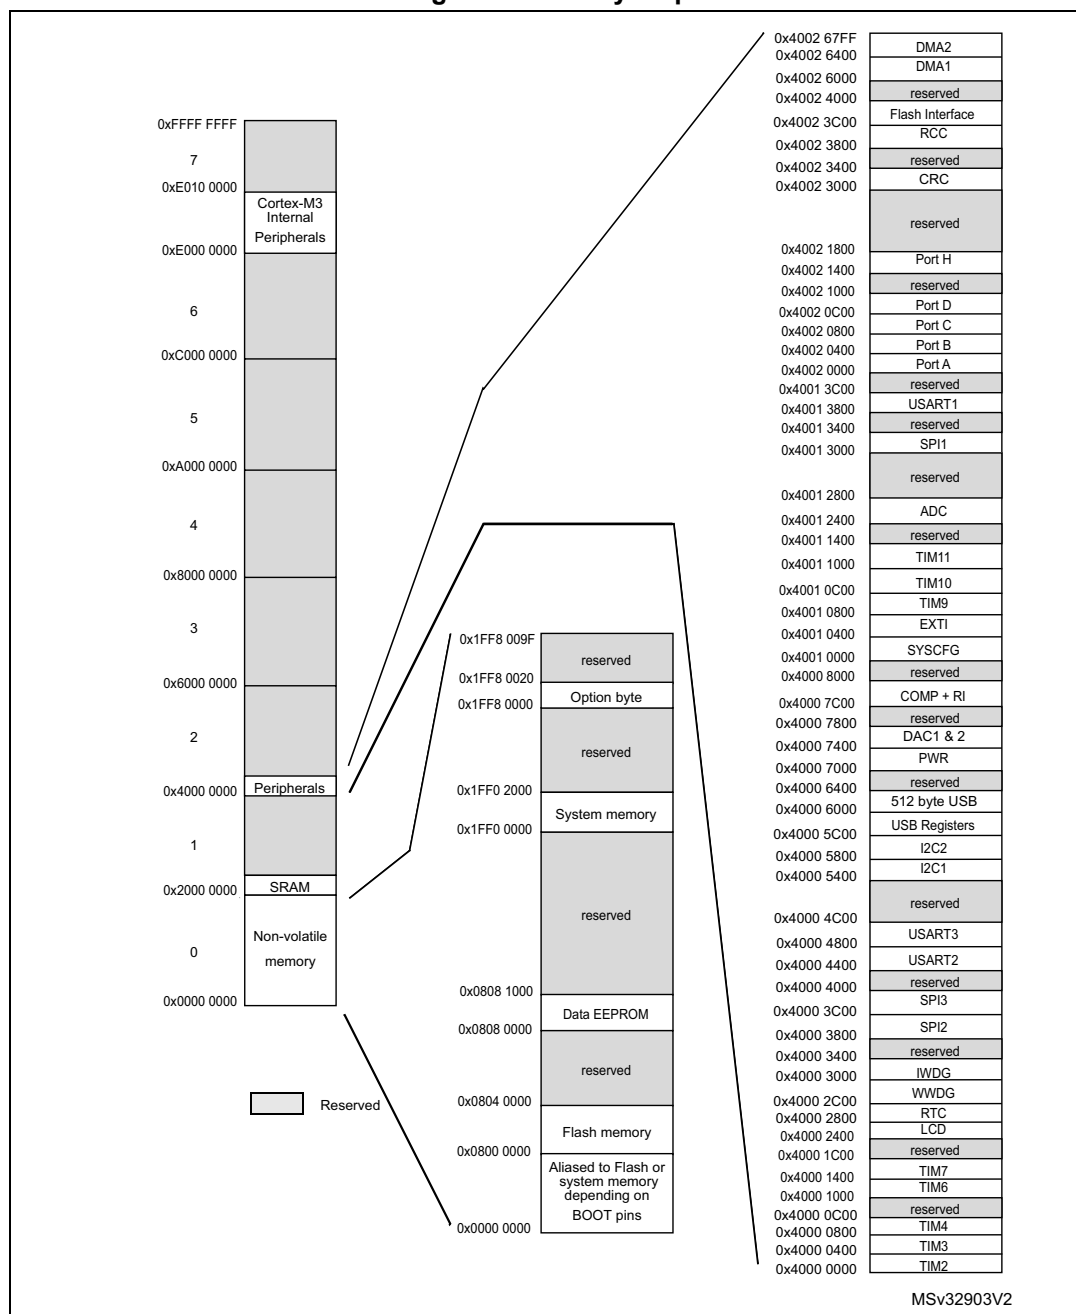 0xFFFF FFFF
7
0xE010 0000
Cortex-M3
Internal
Peripherals
0xE000 0000
6
0xC000 0000
5
0xA000 0000
4
0x8000 0000
3
0x6000 0000
2
Peripherals
0x4000 0000
1
0x2000 0000
SRAM
Non-volatile
memory
0
0x0000 0000
Reserved
0x1FF8 009F
reserved
0x1FF8 0020
Option byte
0x1FF8 0000
reserved
0x1FF0 2000
System memory
0x1FF0 0000
reserved
0x0808 1000
Data EEPROM
0x0808 0000
reserved
0x0804 0000
Flash memory
0x0800 0000
Aliased to Flash or
system memory
depending on
BOOT pins
0x0000 0000
0x4002 67FF
DMA2
0x4002 6400
DMA1
0x4002 6000
reserved
0x4002 4000
Flash Interface
0x4002 3C00
RCC
0x4002 3800
reserved
0x4002 3400
CRC
0x4002 3000
reserved
0x4002 1800
Port H
0x4002 1400
reserved
0x4002 1000
Port D
0x4002 0C00
Port C
0x4002 0800
Port B
0x4002 0400
Port A
0x4002 0000
reserved
0x4001 3C00
USART1
0x4001 3800
reserved
0x4001 3400
SPI1
0x4001 3000
reserved
0x4001 2800
ADC
0x4001 2400
reserved
0x4001 1400
TIM11
0x4001 1000
TIM10
0x4001 0C00
TIM9
0x4001 0800
EXTI
0x4001 0400
SYSCFG
0x4001 0000
reserved
0x4000 8000
COMP + RI
0x4000 7C00
reserved
0x4000 7800
DAC1 & 2
0x4000 7400
PWR
0x4000 7000
reserved
0x4000 6400
512 byte USB
0x4000 6000
USB Registers
0x4000 5C00
I2C2
0x4000 5800
I2C1
0x4000 5400
reserved
0x4000 4C00
USART3
0x4000 4800
USART2
0x4000 4400
reserved
0x4000 4000
SPI3
0x4000 3C00
SPI2
0x4000 3800
reserved
0x4000 3400
IWDG
0x4000 3000
WWDG
0x4000 2C00
RTC
0x4000 2800
LCD
0x4000 2400
reserved
0x4000 1C00
TIM7
0x4000 1400
TIM6
0x4000 1000
reserved
0x4000 0C00
TIM4
0x4000 0800
TIM3
0x4000 0400
TIM2
0x4000 0000
MSv32903V2